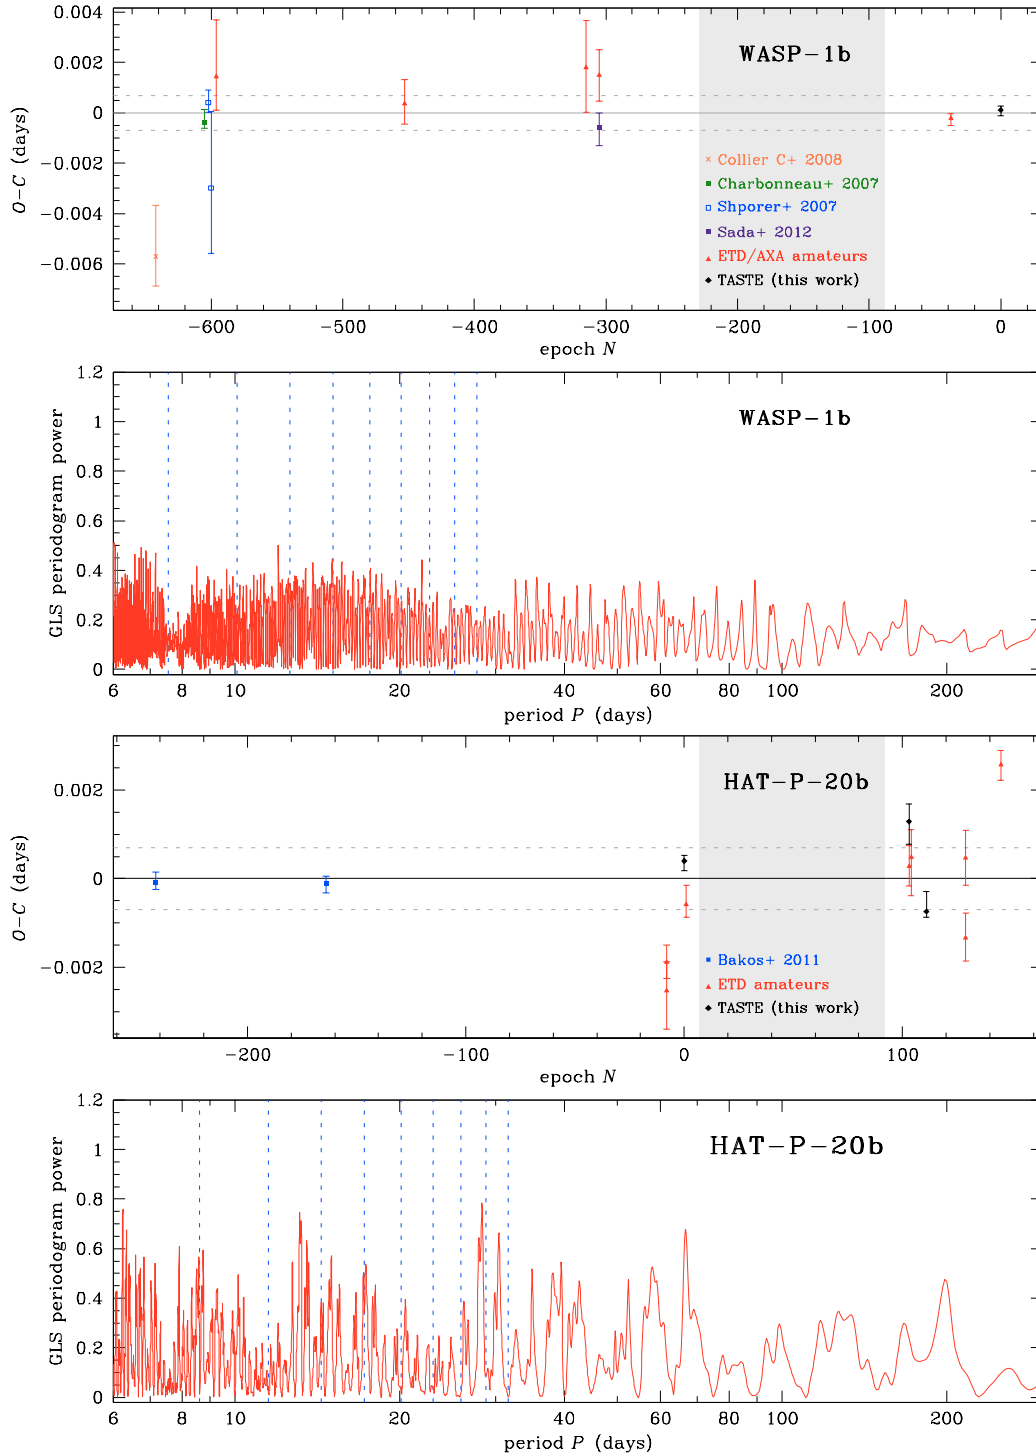 WASP-1b
O-C (days)
0.004
0.002
0
-0.002
-0.004
-0.006
× Collier C+ 2008
Charbonneau+ 2007
Shporer+ 2007
Sada+ 2012
ETD/AXA amateurs
TASTE (this work)
-600 -500 -400 -300 -200 -100 0
epoch N
WASP-1b
GLS periodogram power
1.2
1
0.8
0.6
0.4
0.2
0
6 8 10 20 40 60 80 100 200
period P (days)
HAT-P-20b
O-C (days)
0.002
0
-0.002
Bakos+ 2011
ETD amateurs
TASTE (this work)
-200 -100 0 100
epoch N
HAT-P-20b
GLS periodogram power
1.2
1
0.8
0.6
0.4
0.2
0
6 8 10 20 40 60 80 100 200
period P (days)